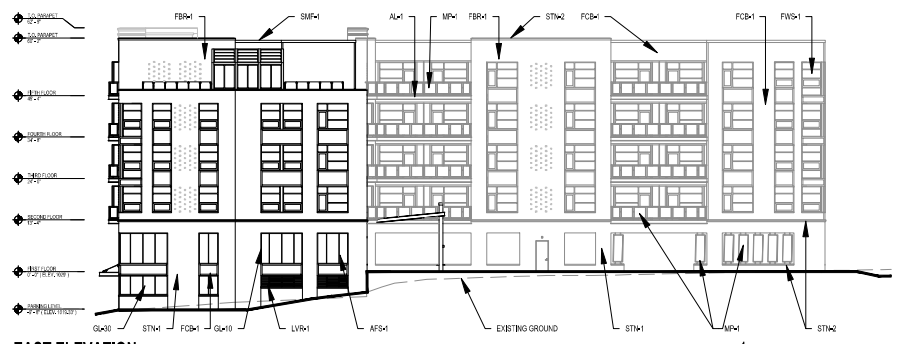 FBR-1 SMF-1 AL-1 MP-1 FBR-1 STN-2 FCB-1 FCB-1 FWS-1
T.O. PARAPET
T.O. PARAPET
FIFTH FLOOR
FOURTH FLOOR
THIRD FLOOR
SECOND FLOOR
FIRST FLOOR
PARKING LEVEL
GL-30 STN-1 FCB-1 GL-10 LVR-1 AFS-1 EXISTING GROUND STN-1 MP-1 STN-2
EAST ELEVATION